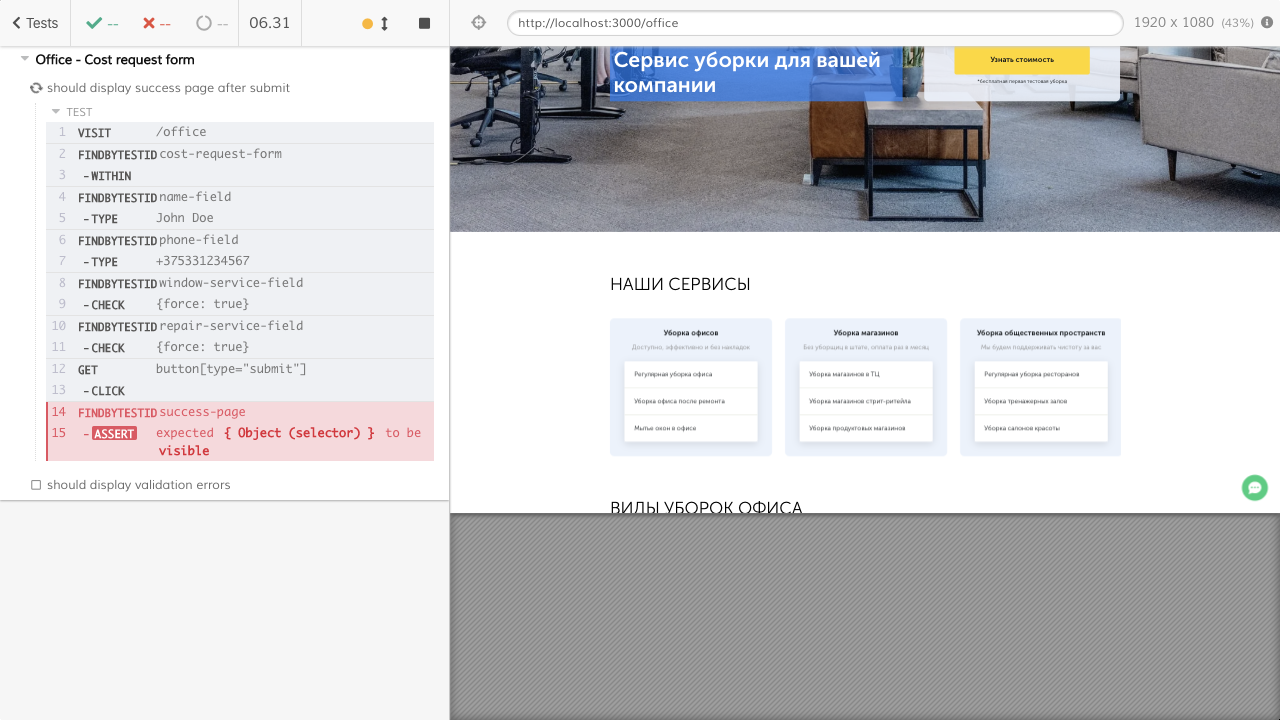 Tests
--
--
--
06.31
http://localhost:3000/office
1920 x 1080 (43%)
Office - Cost request form
should display success page after submit
TEST
1 VISIT /office
2 FINDBYTESTID cost-request-form
3 -WITHIN
4 FINDBYTESTID name-field
5 -TYPE John Doe
6 FINDBYTESTID phone-field
7 -TYPE +375331234567
8 FINDBYTESTID window-service-field
9 -CHECK {force: true}
10 FINDBYTESTID repair-service-field
11 -CHECK {force: true}
12 GET button[type="submit"]
13 -CLICK
14 FINDBYTESTID success-page
15 -ASSERT expected { Object (selector) } to be
visible
should display validation errors
Сервис уборки для вашей
компании
Узнать стоимость
*бесплатная первая тестовая уборка
НАШИ СЕРВИСЫ
Уборка офисов
Доступно, эффективно и без накладок
Регулярная уборка офиса
Уборка офиса после ремонта
Мытье окон в офисе
Уборка магазинов
Без уборщиц в штате, оплата раз в месяц
Уборка магазинов в ТЦ
Уборка магазинов стрит-ритейла
Уборка продуктовых магазинов
Уборка общественных пространств
Мы будем поддерживать чистоту за вас
Регулярная уборка ресторанов
Уборка тренажерных залов
Уборка салонов красоты
ВИДЫ УБОРОК ОФИСА